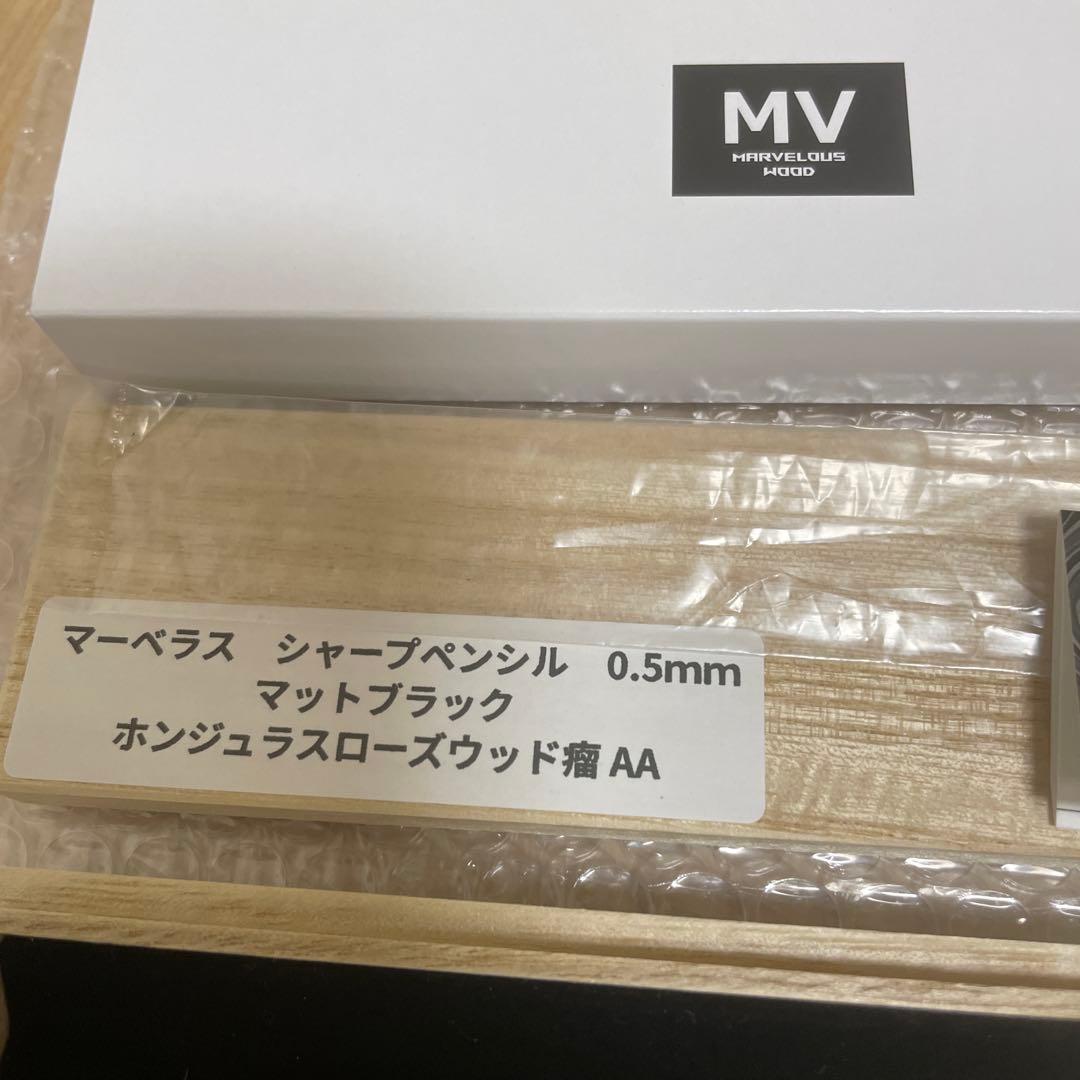 MV
MARVELOUS
WOOD
マーベラス　シャープペンシル　0.5mm
マットブラック
ホンジュラスローズウッド瘤 AA